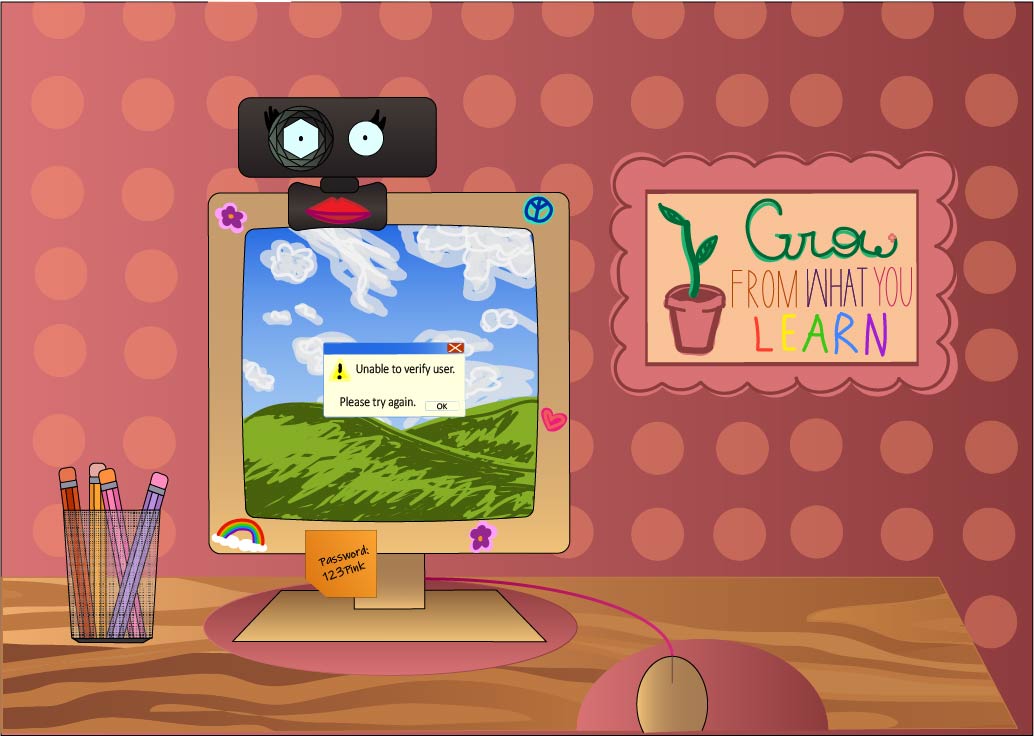 Grow
FROM WHAT YOU
LEARN
Unable to verify user.
Please try again.
OK
Password:
123Pink